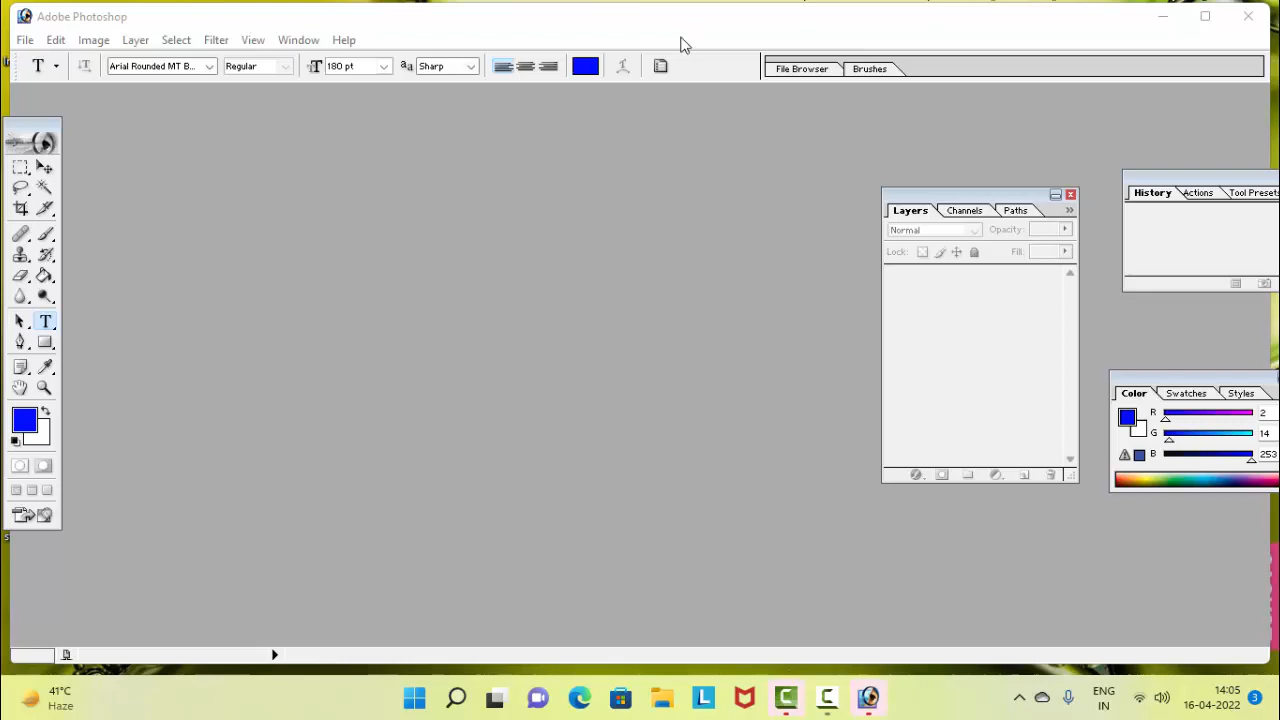 Adobe Photoshop
File Edit Image Layer Select Filter View Window Help
T Arial Rounded MT B... Regular T 180 pt aa Sharp File Browser Brushes
Layers Channels Paths
Normal Opacity:
Lock: Fill:
History Actions Tool Presets
T
Color Swatches Styles
R 2
G 14
B 253
41°C
Haze
ENG
IN
14:05
16-04-2022
3